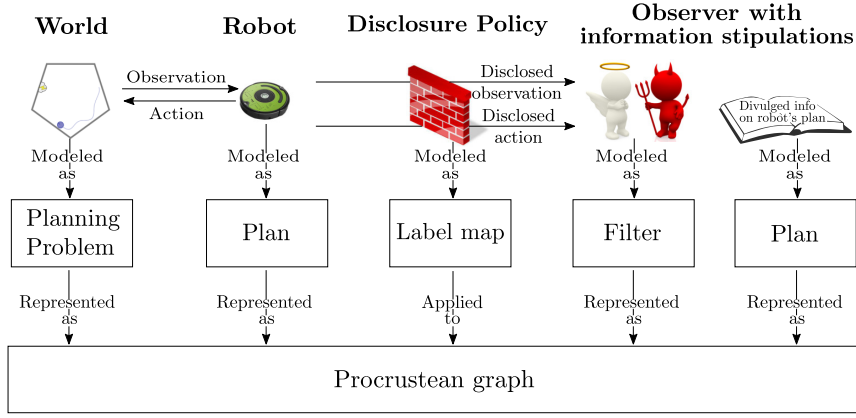 World
Robot
Disclosure Policy
Observer with
information stipulations
Observation
Action
Disclosed
observation
Disclosed
action
Divulged info
on robot's plan
Modeled
as
Modeled
as
Modeled
as
Modeled
as
Modeled
as
Planning
Problem
Plan
Label map
Filter
Plan
Represented
as
Represented
as
Applied
to
Represented
as
Represented
as
Procrustean graph